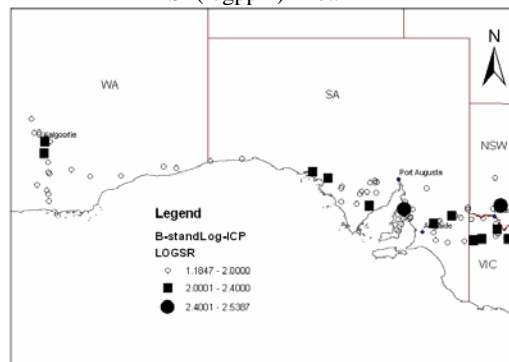 N
WA
SA
Kalgoorlie
NSW
Port Augusta
Legend
B-standLog-ICP
LOGSR
1.1847 - 2.0000
2.0001 - 2.4000
2.4001 - 2.5387
VIC